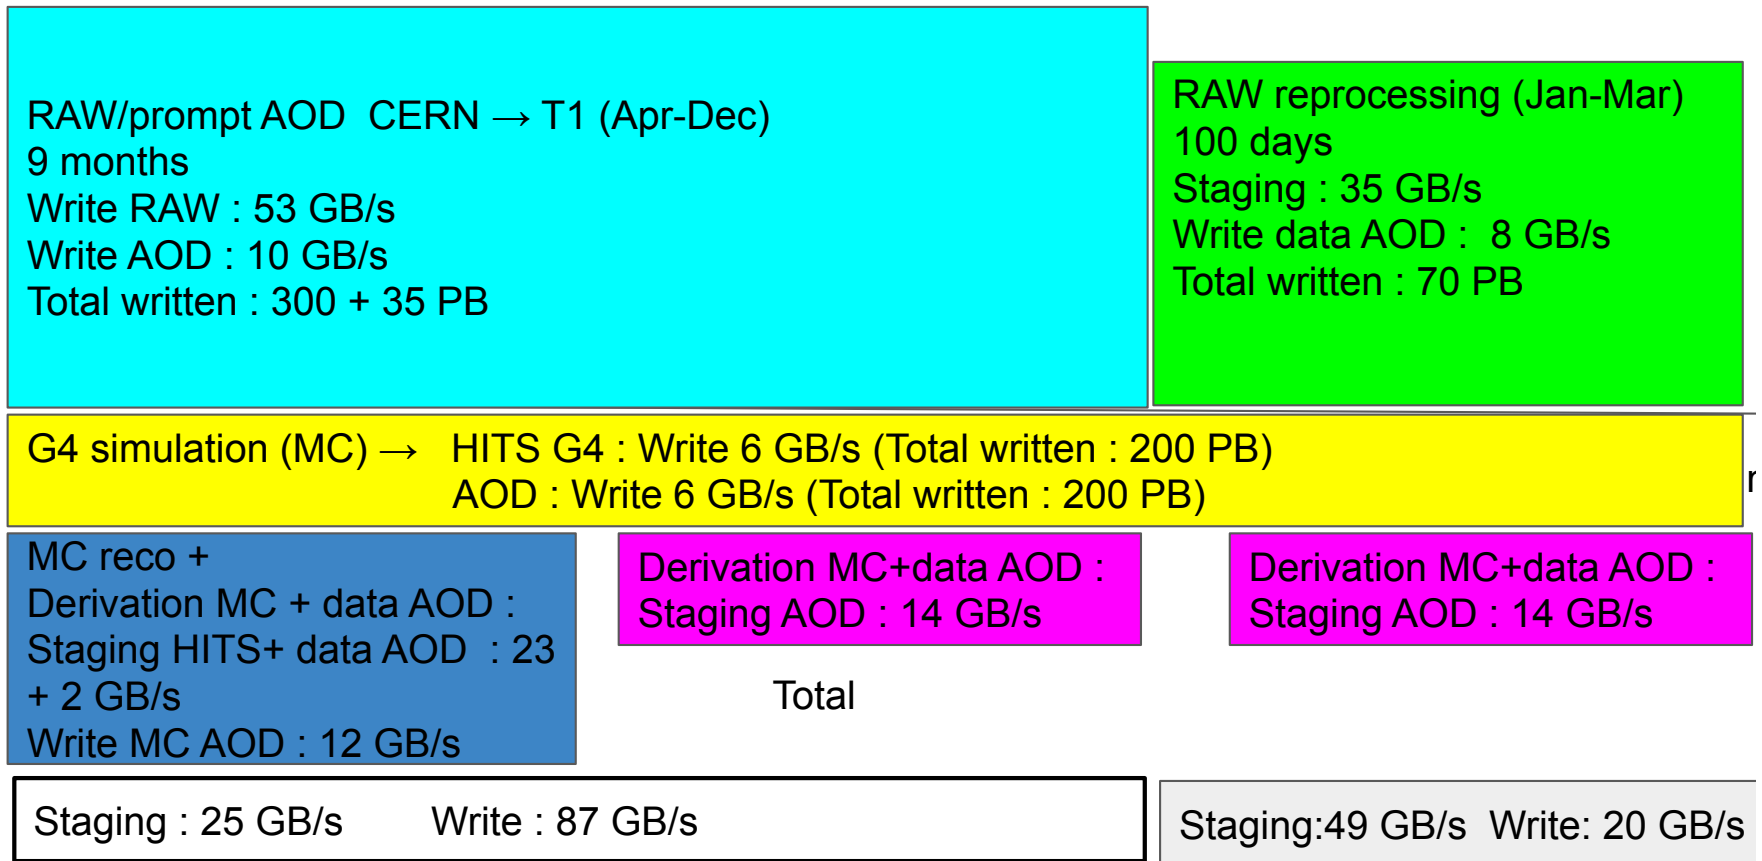 RAW/prompt AOD CERN → T1 (Apr-Dec)
9 months
Write RAW : 53 GB/s
Write AOD : 10 GB/s
Total written : 300 + 35 PB
RAW reprocessing (Jan-Mar)
100 days
Staging : 35 GB/s
Write data AOD : 8 GB/s
Total written : 70 PB
G4 simulation (MC) → HITS G4 : Write 6 GB/s (Total written : 200 PB)
AOD : Write 6 GB/s (Total written : 200 PB)
MC reco +
Derivation MC + data AOD :
Staging HITS+ data AOD : 23
+ 2 GB/s
Write MC AOD : 12 GB/s
Derivation MC+data AOD :
Staging AOD : 14 GB/s
Derivation MC+data AOD :
Staging AOD : 14 GB/s
Total
Staging : 25 GB/s Write : 87 GB/s
Staging:49 GB/s Write: 20 GB/s